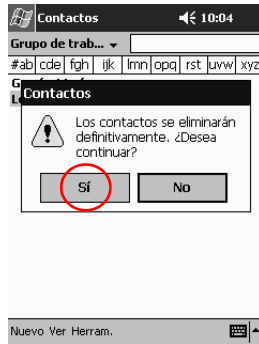 Contactos 10:04
Grupo de trab...
#ab cde fgh ijk lmn opq rst uvw xyz
Contactos
Los contactos se eliminarán
definitivamente. ¿Desea
continuar?
Sí No
Nuevo Ver Herram.